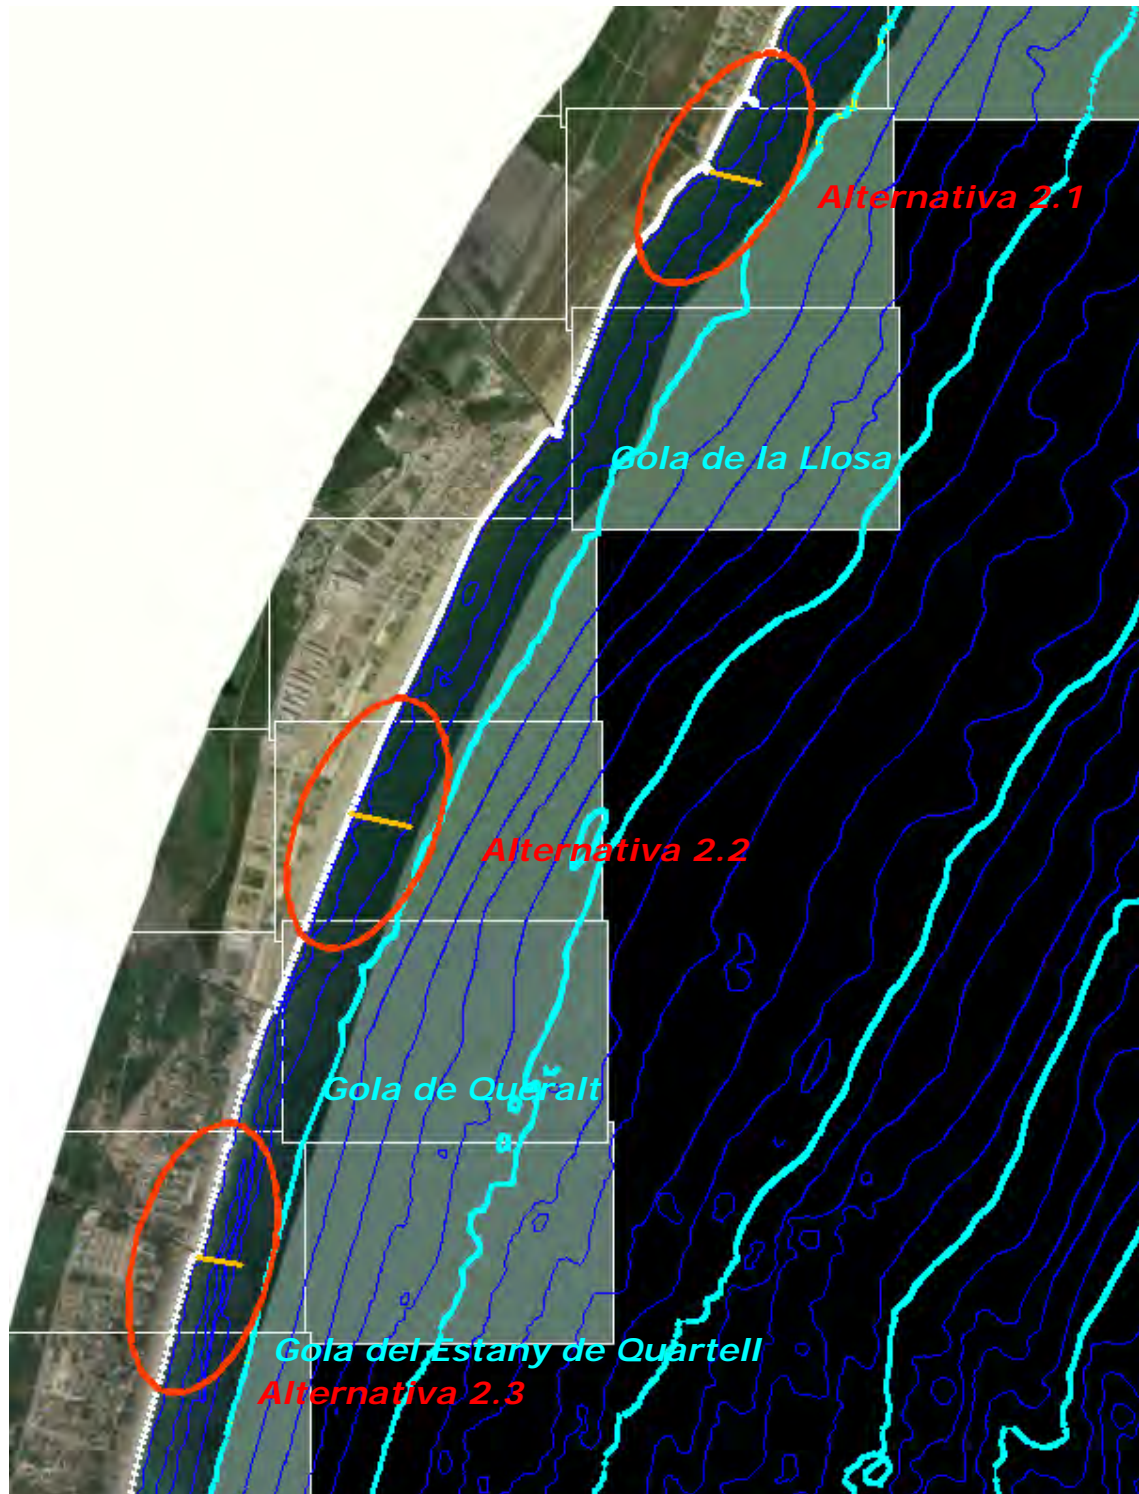 Alternativa 2.1
Gola de la Llosa
Alternativa 2.2
Gola de Queralt
Gola del Estany de Quartell
Alternativa 2.3